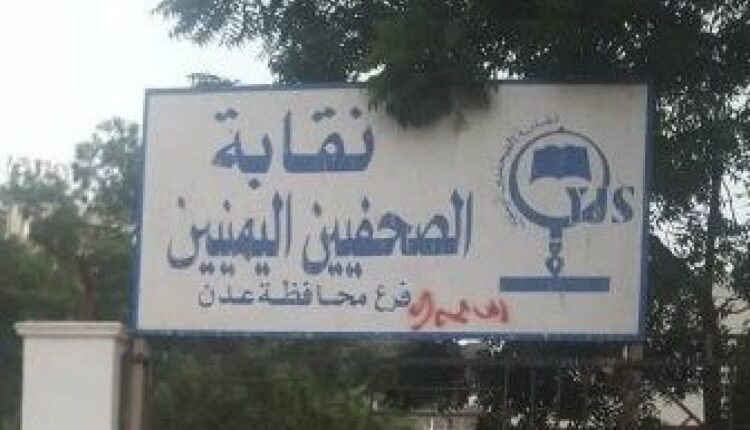 نقابة
الصحفيين اليمنيين
فرع محافظة عدن
YJS